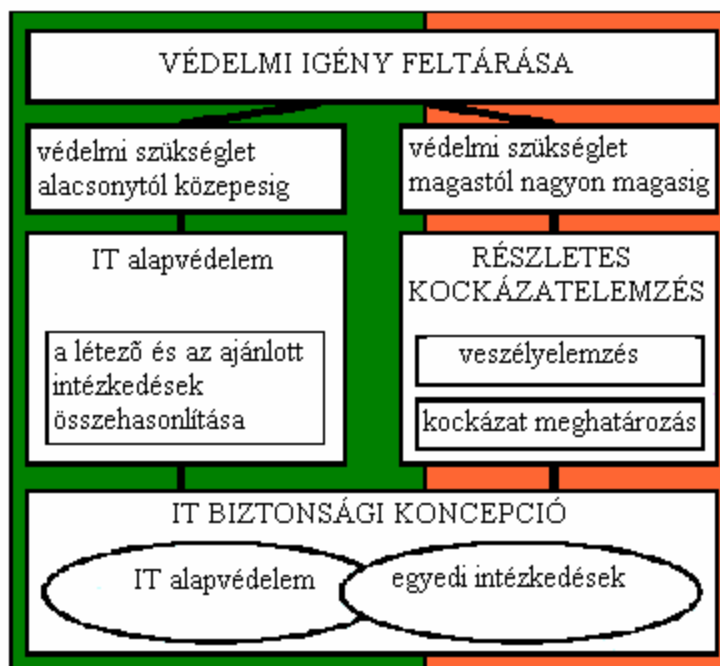 VÉDELMI IGÉNY FELTÁRÁSA
védelmi szükséglet
alacsonytól közepesig
védelmi szükséglet
magastól nagyon magasig
IT alapvédelem
a létezõ és az ajánlott
intézkedések
összehasonlítása
RÉSZLETES
KOCKÁZATELEMZÉS
veszélyelemzés
kockázat meghatározás
IT BIZTONSÁGI KONCEPCIÓ
IT alapvédelem
egyedi intézkedések